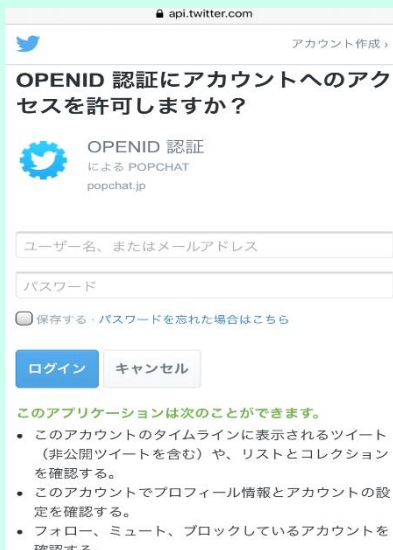 api.twitter.com
アカウント作成 ›
OPENID 認証にアカウントへのアク
セスを許可しますか？
OPENID 認証
による POPCHAT
popchat.jp
ユーザー名、またはメールアドレス
パスワード
保存する · パスワードを忘れた場合はこちら
ログイン キャンセル
このアプリケーションは次のことができます。
• このアカウントのタイムラインに表示されるツイート
（非公開ツイートを含む）や、リストとコレクション
を確認する。
• このアカウントでプロフィール情報とアカウントの設
定を確認する。
• フォロー、ミュート、ブロックしているアカウントを
確認する。